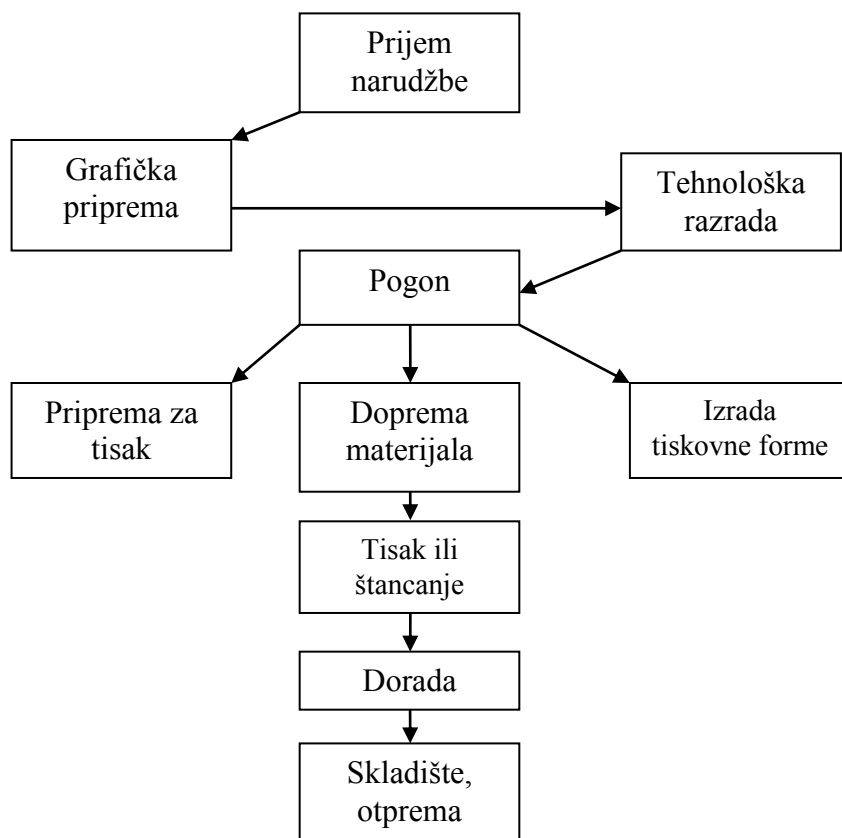 Prijem
narudžbe
Grafička
priprema
Tehnološka
razrada
Pogon
Priprema za
tisak
Doprema
materijala
Izrada
tiskovne forme
Tisak ili
štancanje
Dorada
Skladište,
otprema